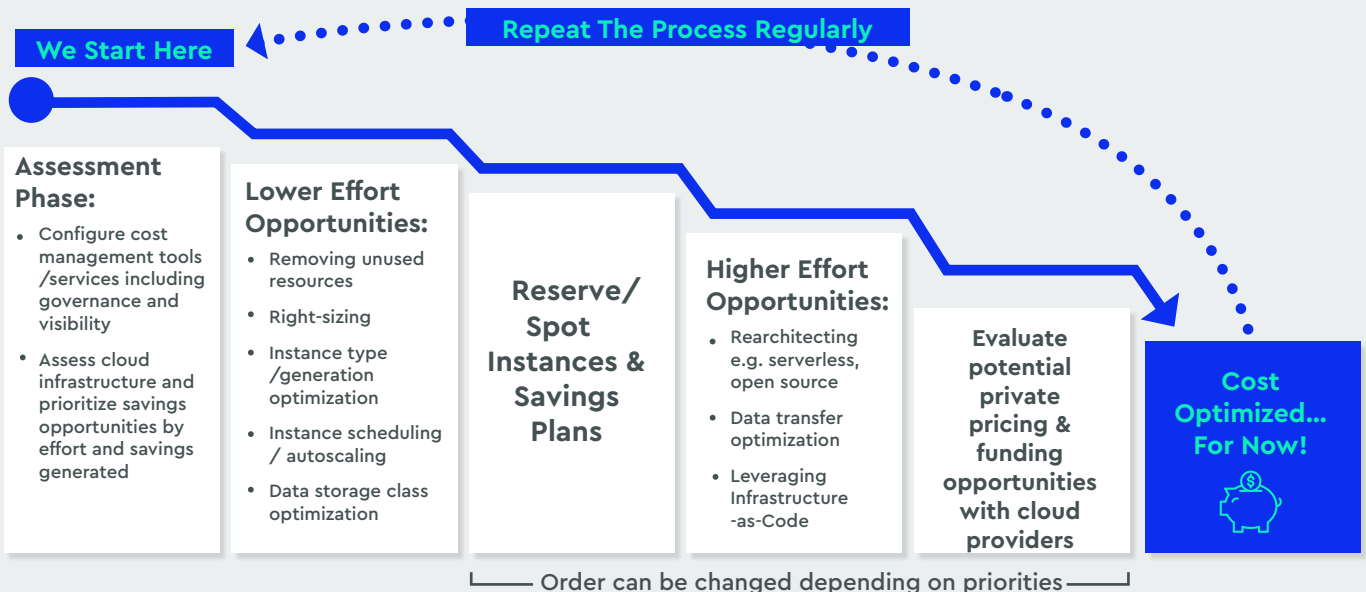 Repeat The Process Regularly
We Start Here
Assessment
Phase:
• Configure cost
management tools
/services including
governance and
visibility
• Assess cloud
infrastructure and
prioritize savings
opportunities by
effort and savings
generated
Lower Effort
Opportunities:
• Removing unused
resources
• Right-sizing
• Instance type
/generation
optimization
• Instance scheduling
/ autoscaling
• Data storage class
optimization
Reserve/
Spot
Instances &
Savings
Plans
Higher Effort
Opportunities:
• Rearchitecting
e.g. serverless,
open source
• Data transfer
optimization
• Leveraging
Infrastructure
-as-Code
Evaluate
potential
private
pricing &
funding
opportunities
with cloud
providers
Cost
Optimized...
For Now!
$
Order can be changed depending on priorities